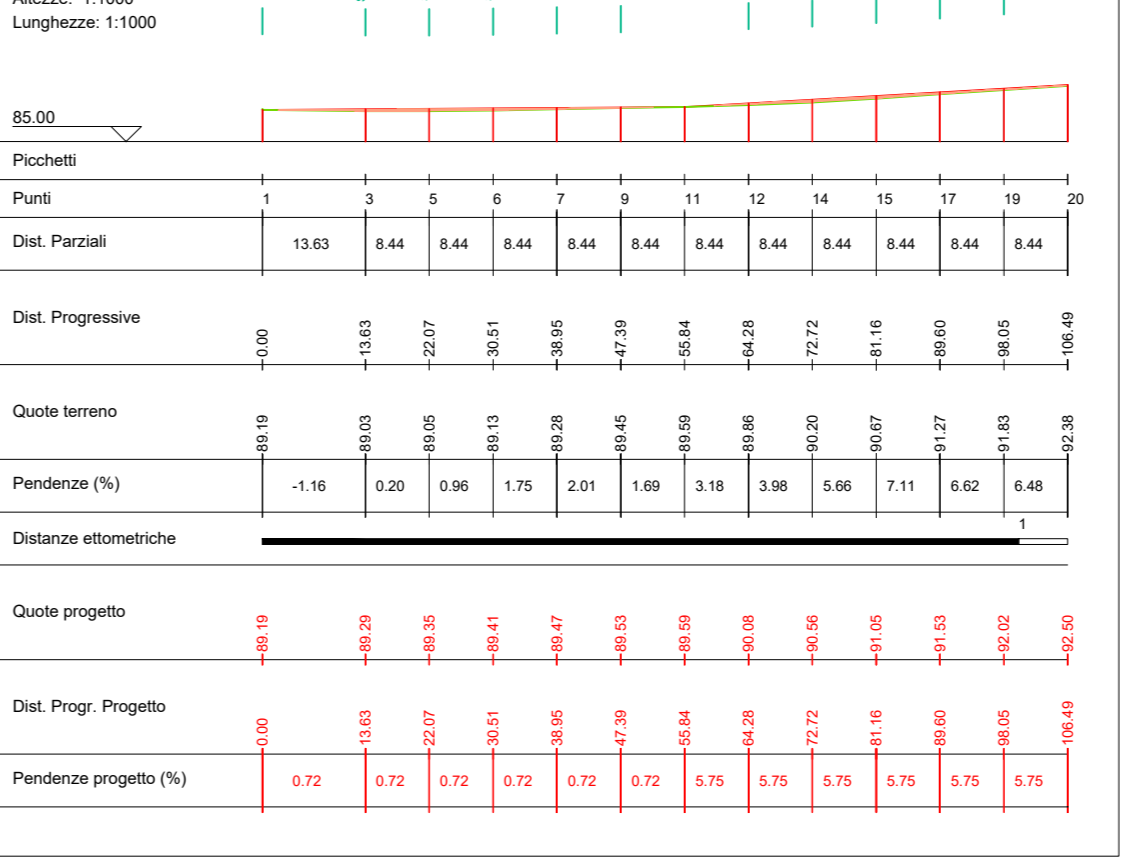 Altezze: 1:1000
Lunghezze: 1:1000
85.00
Picchetti
Punti 1 3 5 6 7 9 11 12 14 15 17 19 20
Dist. Parziali 13.63 8.44 8.44 8.44 8.44 8.44 8.44 8.44 8.44 8.44 8.44 8.44
Dist. Progressive 0.00 13.63 22.07 30.51 38.95 47.39 55.84 64.28 72.72 81.16 89.60 98.05 106.49
Quote terreno 89.19 89.03 89.05 89.13 89.28 89.45 89.59 89.86 90.20 90.67 91.27 91.83 92.38
Pendenze (%) -1.16 0.20 0.96 1.75 2.01 1.69 3.18 3.98 5.66 7.11 6.62 6.48
Distanze ettometriche 1
Quote progetto 89.19 89.29 89.35 89.41 89.47 89.53 89.59 90.08 90.56 91.05 91.53 92.02 92.50
Dist. Progr. Progetto 0.00 13.63 22.07 30.51 38.95 47.39 55.84 64.28 72.72 81.16 89.60 98.05 106.49
Pendenze progetto (%) 0.72 0.72 0.72 0.72 0.72 0.72 5.75 5.75 5.75 5.75 5.75 5.75